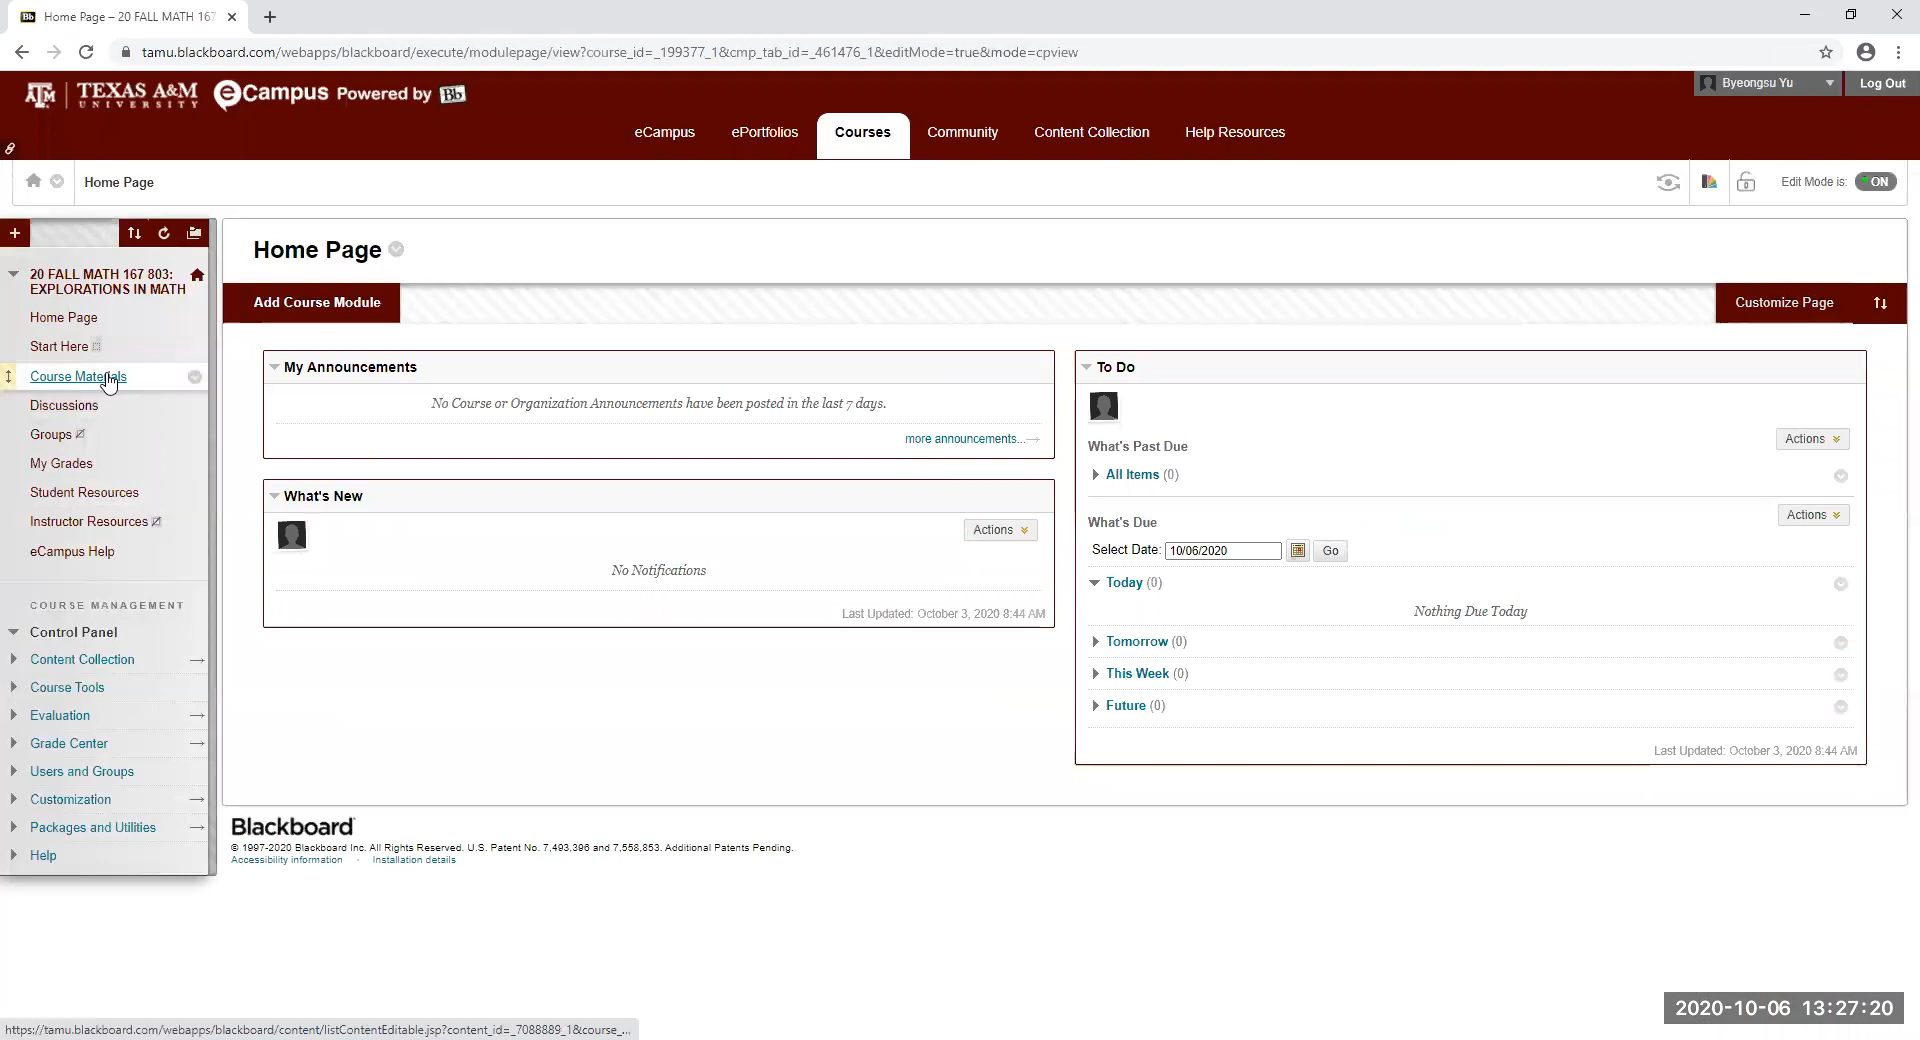 Home Page – 20 FALL MATH 167
tamu.blackboard.com/webapps/blackboard/execute/modulepage/view?course_id=_199377_1&cmp_tab_id=_461476_1&editMode=true&mode=cpview
ATM TEXAS A&M UNIVERSITY eCampus Powered by Bb
Byeongsu Yu
Log Out
eCampus
ePortfolios
Courses
Community
Content Collection
Help Resources
Home Page
Edit Mode is: ON
20 FALL MATH 167 803:
EXPLORATIONS IN MATH
Home Page
Start Here
Course Materials
Discussions
Groups
My Grades
Student Resources
Instructor Resources
eCampus Help
COURSE MANAGEMENT
Control Panel
Content Collection
Course Tools
Evaluation
Grade Center
Users and Groups
Customization
Packages and Utilities
Help
Home Page
Add Course Module
Customize Page
My Announcements
No Course or Organization Announcements have been posted in the last 7 days.
more announcements...
What's New
Actions
No Notifications
Last Updated: October 3, 2020 8:44 AM
To Do
What's Past Due
Actions
All Items (0)
What's Due
Actions
Select Date: 10/06/2020 Go
Today (0)
Nothing Due Today
Tomorrow (0)
This Week (0)
Future (0)
Last Updated: October 3, 2020 8:44 AM
Blackboard
© 1997-2020 Blackboard Inc. All Rights Reserved. U.S. Patent No. 7,493,396 and 7,558,853. Additional Patents Pending.
Accessibility information · Installation details
2020-10-06 13:27:20
https://tamu.blackboard.com/webapps/blackboard/content/listContentEditable.jsp?content_id=_7088889_1&course_...